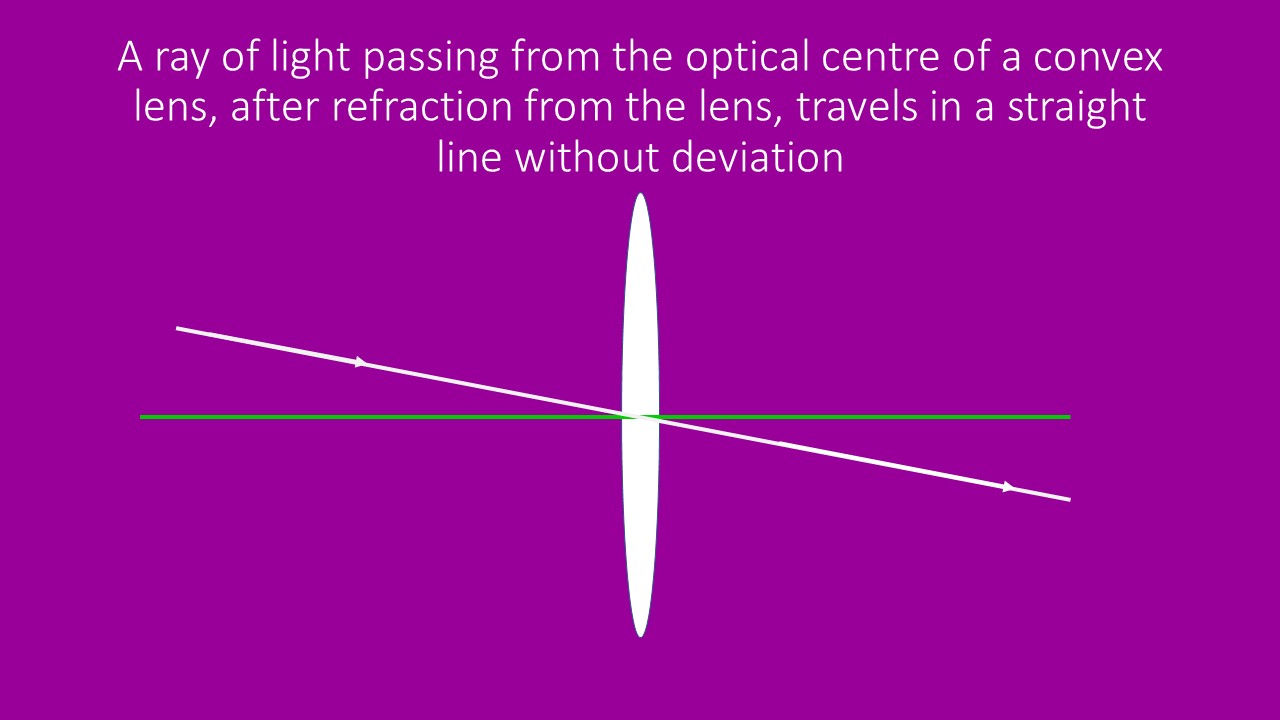 A ray of light passing from the optical centre of a convex
lens, after refraction from the lens, travels in a straight
line without deviation